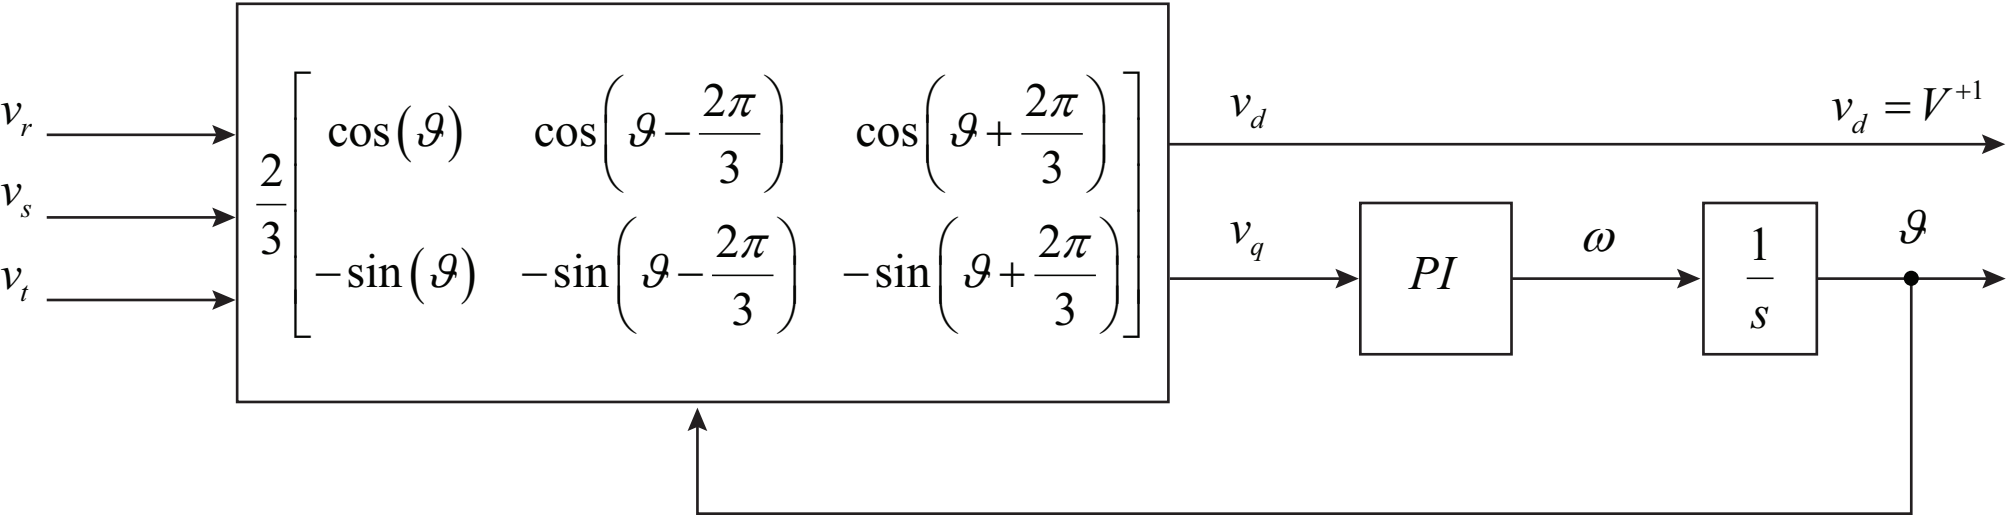 v_r
v_s
v_t
2/3 [ cos(ϑ) cos(ϑ − 2π/3) cos(ϑ + 2π/3)
−sin(ϑ) −sin(ϑ − 2π/3) −sin(ϑ + 2π/3) ]
v_d
v_d = V^{+1}
v_q
PI
ω
1/s
ϑ